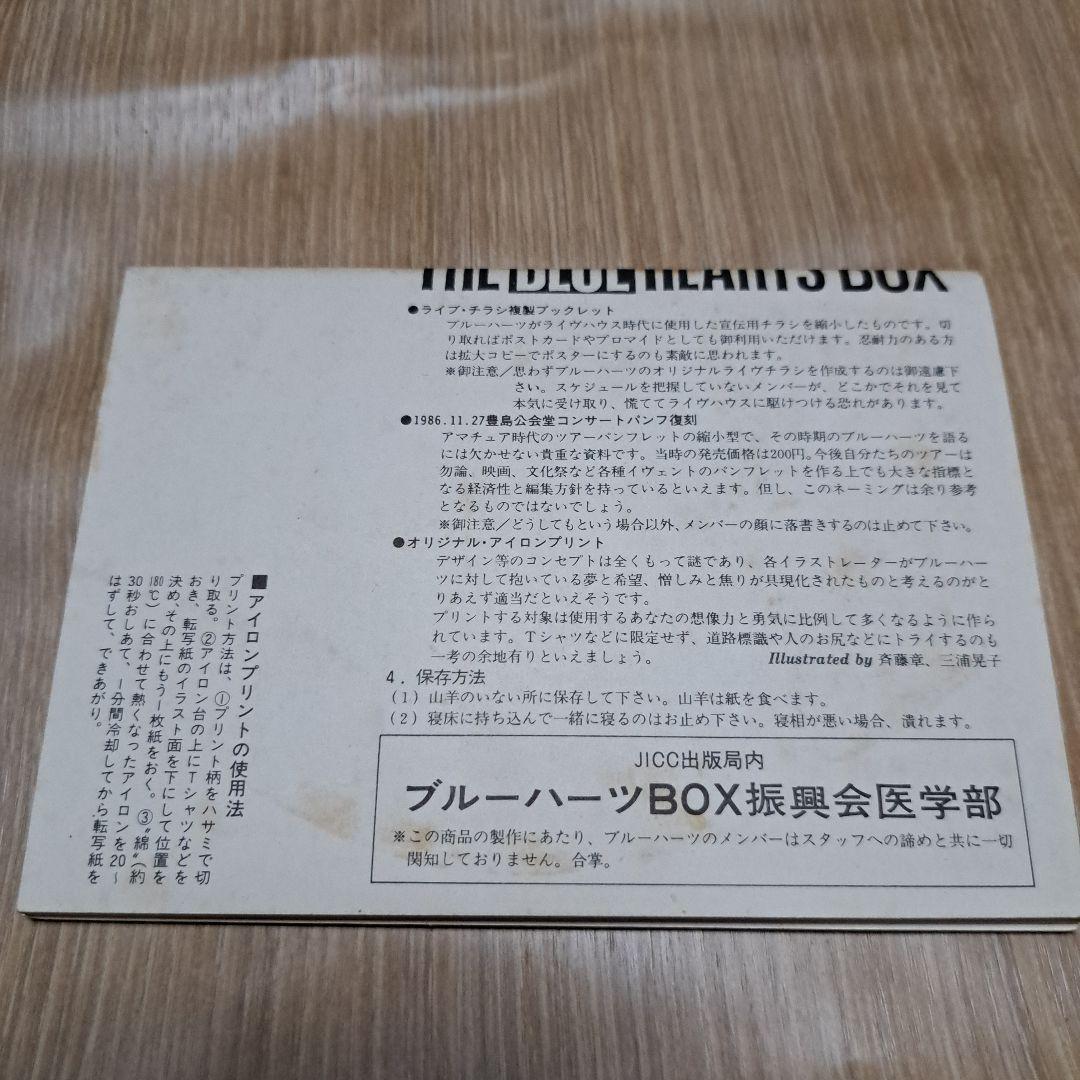 THE BLUE HEARTS BOX
●ライブ・チラシ複製ブックレット
ブルーハーツがライヴハウス時代に使用した宣伝用チラシを縮小したものです。切
り取ればポストカードやブロマイドとしても御利用いただけます。忍耐力のある方
は拡大コピーでポスターにするのも素敵に思われます。
※御注意／思わずブルーハーツのオリジナルライヴチラシを作成するのは御遠慮下
さい。スケジュールを把握していないメンバーが、どこかでそれを見て
本気に受け取り、慌ててライヴハウスに駆けつける恐れがあります。
●1986.11.27豊島公会堂コンサートパンフ復刻
アマチュア時代のツアーパンフレットの縮小型で、その時期のブルーハーツを語る
には欠かせない貴重な資料です。当時の発売価格は200円。今後自分たちのツアーは
勿論、映画、文化祭など各種イヴェントのパンフレットを作る上でも大きな指標と
なる経済性と編集方針を持っているといえます。但し、このネーミングは余り参考
となるものではないでしょう。
※御注意／どうしてもという場合以外、メンバーの顔に落書きするのは止めて下さい。
●オリジナル・アイロンプリント
デザイン等のコンセプトは全くもって謎であり、各イラストレーターがブルーハー
ツに対して抱いている夢と希望、憎しみと焦りが具現化されたものと考えるのがと
りあえず適当だといえそうです。
プリントする対象は使用するあなたの想像力と勇気に比例して多くなるように作ら
れています。Tシャツなどに限定せず、道路標識や人のお尻などにトライするのも
一考の余地有りといえましょう。 Illustrated by 斉藤章、三浦晃子
4．保存方法
(1) 山羊のいない所に保存して下さい。山羊は紙を食べます。
(2) 寝床に持ち込んで一緒に寝るのはお止め下さい。寝相が悪い場合、潰れます。
JICC出版局内
ブルーハーツBOX振興会医学部
※この商品の製作にあたり、ブルーハーツのメンバーはスタッフへの諦めと共に一切
関知しておりません。合掌。
■アイロンプリントの使用法
プリント方法は、①プリント柄をハサミで切
り取る。②アイロン台の上にTシャツなどを
おき、転写紙のイラスト面を下にして位置を
決め、その上にもう1枚紙をおく。③〝綿〟(約
180℃)に合わせて熱くなったアイロンを20〜
30秒おしあて、1分間冷却してから転写紙を
はずして、できあがり。